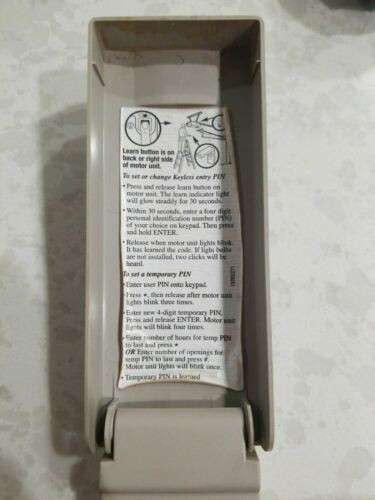 Learn button is on
back or right side
of motor unit.
To set or change Keyless entry PIN
• Press and release learn button on
motor unit. The learn indicator light
will glow steadily for 30 seconds.
• Within 30 seconds, enter a four digit
personal identification number (PIN)
of your choice on keypad. Then press
and hold ENTER.
• Release when motor unit lights blink.
It has learned the code. If light bulbs
are not installed, two clicks will be
heard.
To set a temporary PIN
• Enter user PIN onto keypad.
• Press *, then release after motor unit
lights blink three times.
• Enter new 4-digit temporary PIN.
Press and release ENTER. Motor unit
lights will blink four times.
• Enter number of hours for temp PIN
to last and press *
OR Enter number of openings for
temp PIN to last and press #.
Motor unit lights will blink once.
• Temporary PIN is learned